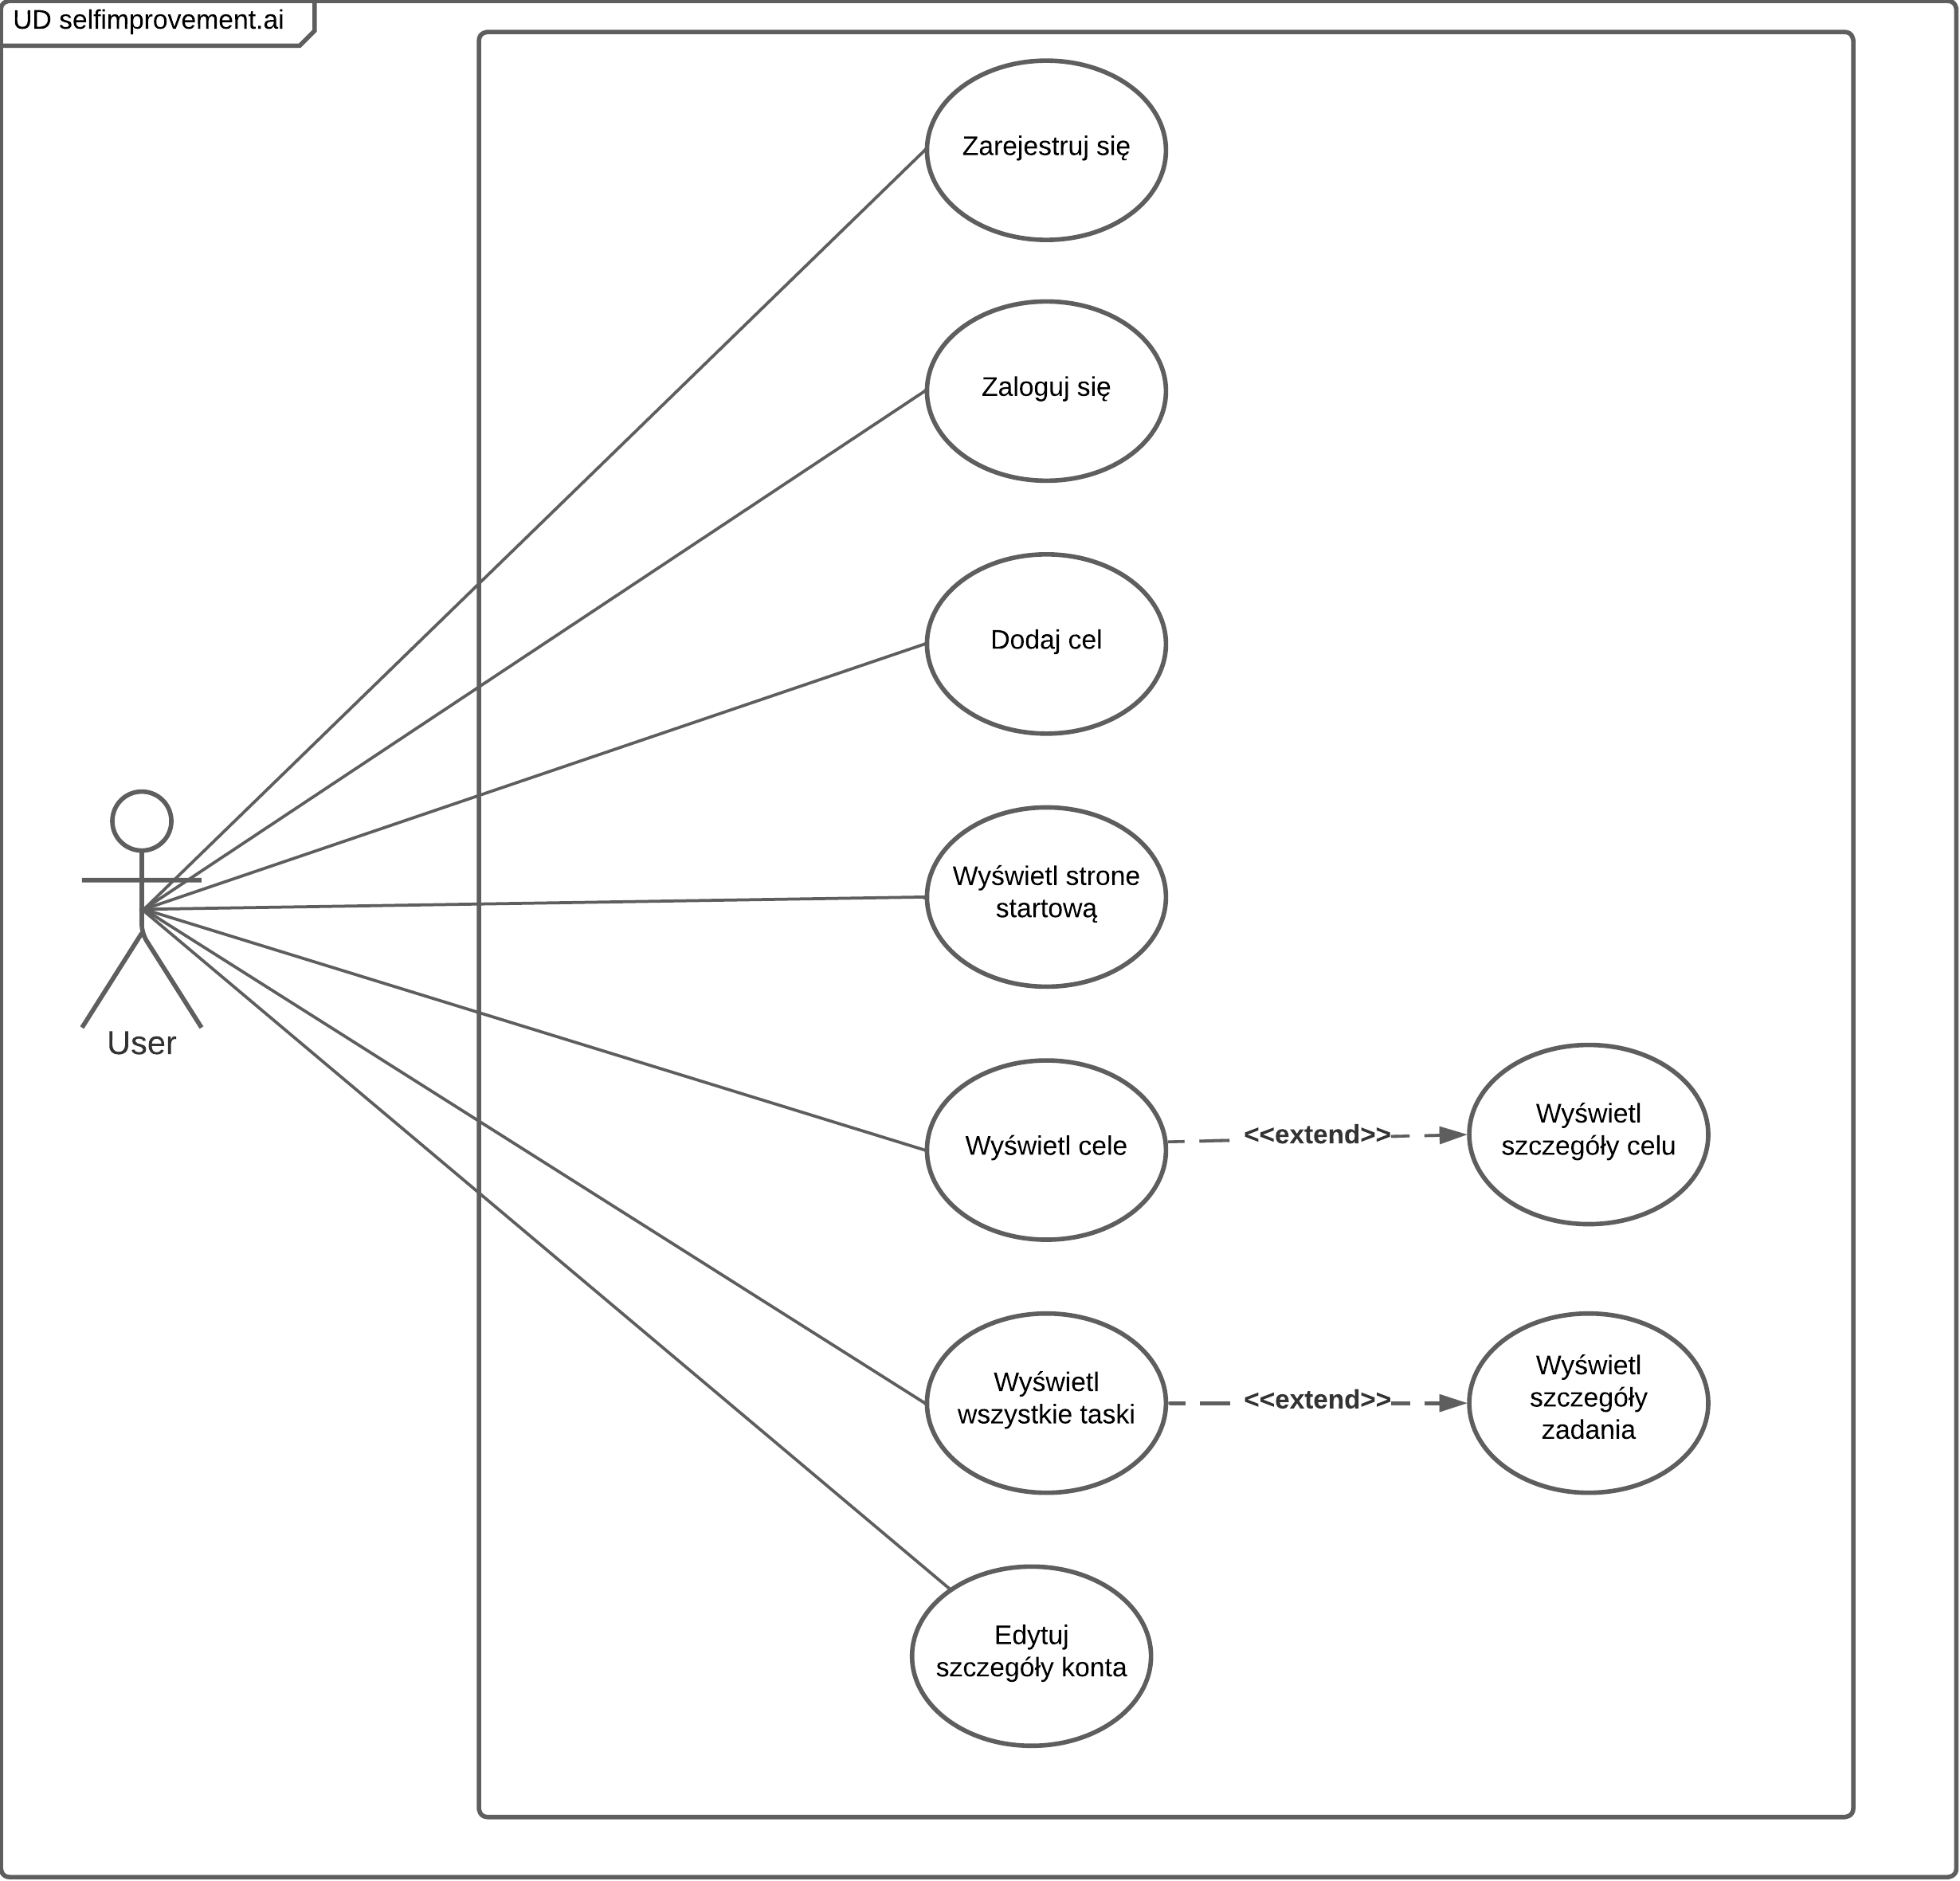 UD selfimprovement.ai
Zarejestruj się
Zaloguj się
Dodaj cel
Wyświetl strone
startową
User
Wyświetl cele
<<extend>>
Wyświetl
szczegóły celu
Wyświetl
wszystkie taski
<<extend>>
Wyświetl
szczegóły
zadania
Edytuj
szczegóły konta